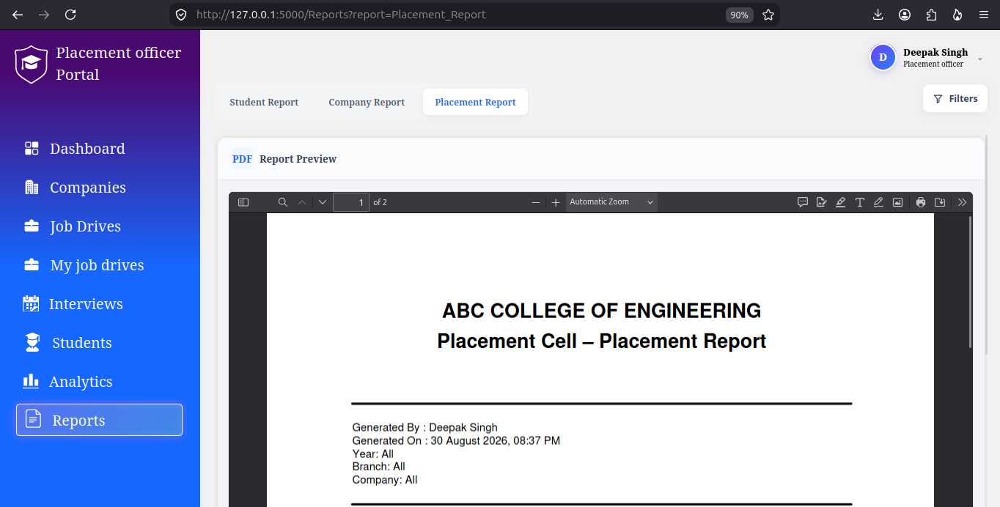 http://127.0.0.1:5000/Reports?report=Placement_Report
90%
Placement officer
Portal
Dashboard
Companies
Job Drives
My job drives
Interviews
Students
Analytics
Reports
D
Deepak Singh
Placement officer
Student Report
Company Report
Placement Report
Filters
PDF
Report Preview
1
of 2
Automatic Zoom
ABC COLLEGE OF ENGINEERING
Placement Cell – Placement Report
Generated By : Deepak Singh
Generated On : 30 August 2026, 08:37 PM
Year: All
Branch: All
Company: All